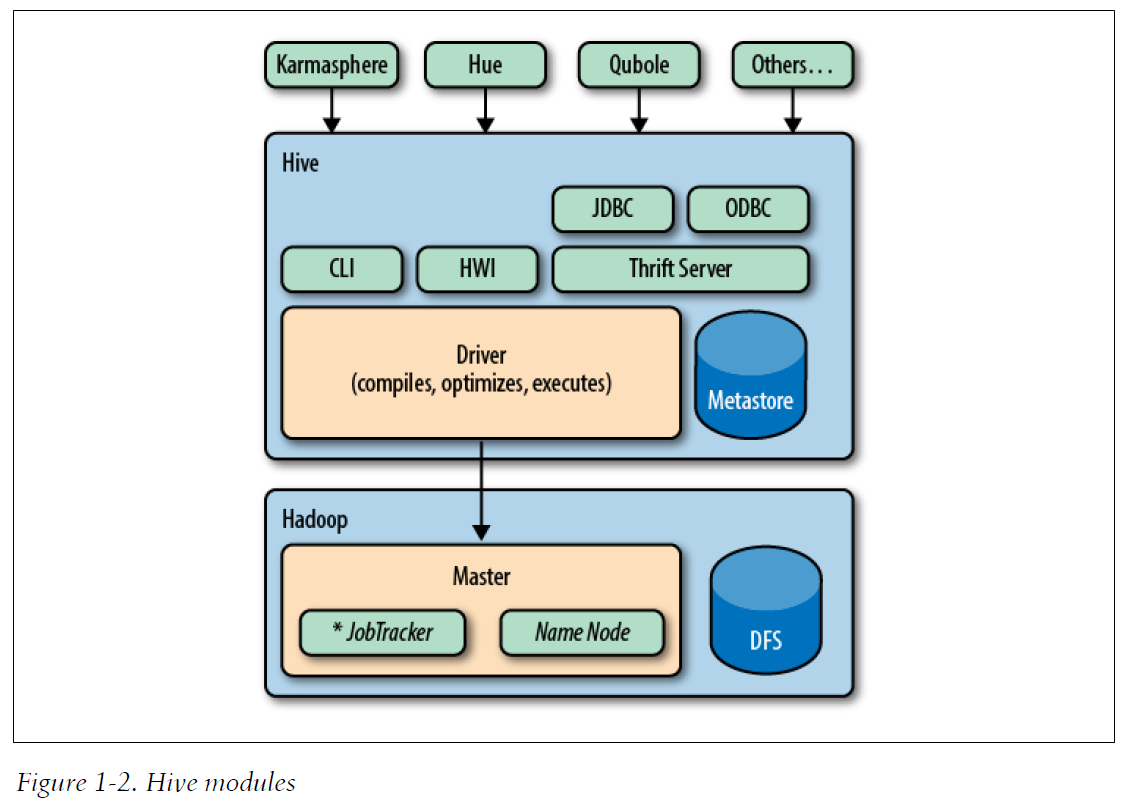 Karmasphere
Hue
Qubole
Others...
Hive
JDBC
ODBC
CLI
HWI
Thrift Server
Driver
(compiles, optimizes, executes)
Metastore
Hadoop
Master
* JobTracker
Name Node
DFS
Figure 1-2. Hive modules